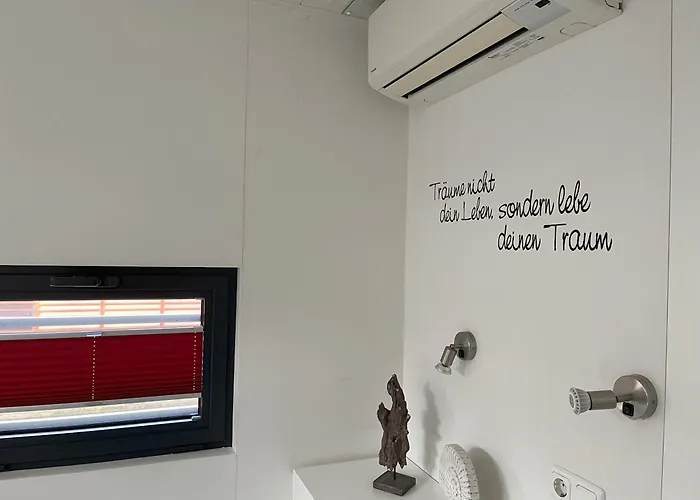 Träume nicht
dein Leben, sondern lebe
deinen Traum